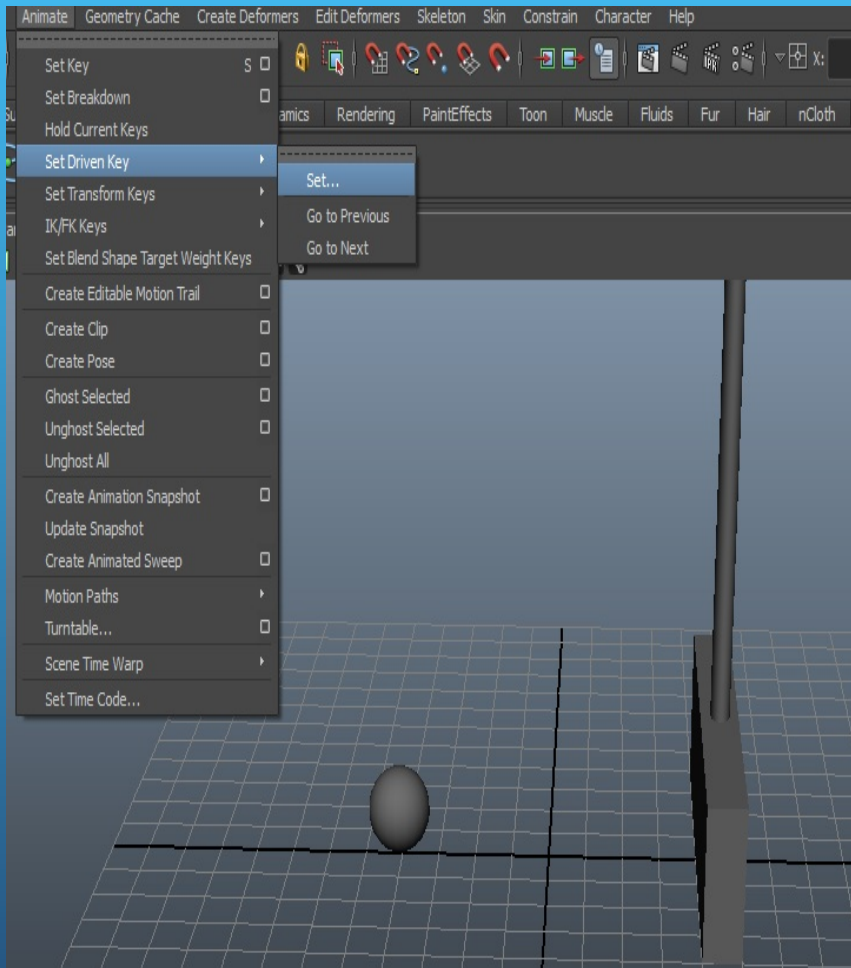 Animate Geometry Cache Create Deformers Edit Deformers Skeleton Skin Constrain Character Help
IPR X:
Rendering PaintEffects Toon Muscle Fluids Fur Hair nCloth
Set Key S
Set Breakdown
Hold Current Keys
Set Driven Key
Set Transform Keys
IK/FK Keys
Set Blend Shape Target Weight Keys
Create Editable Motion Trail
Create Clip
Create Pose
Ghost Selected
Unghost Selected
Unghost All
Create Animation Snapshot
Update Snapshot
Create Animated Sweep
Motion Paths
Turntable...
Scene Time Warp
Set Time Code...
Set...
Go to Previous
Go to Next